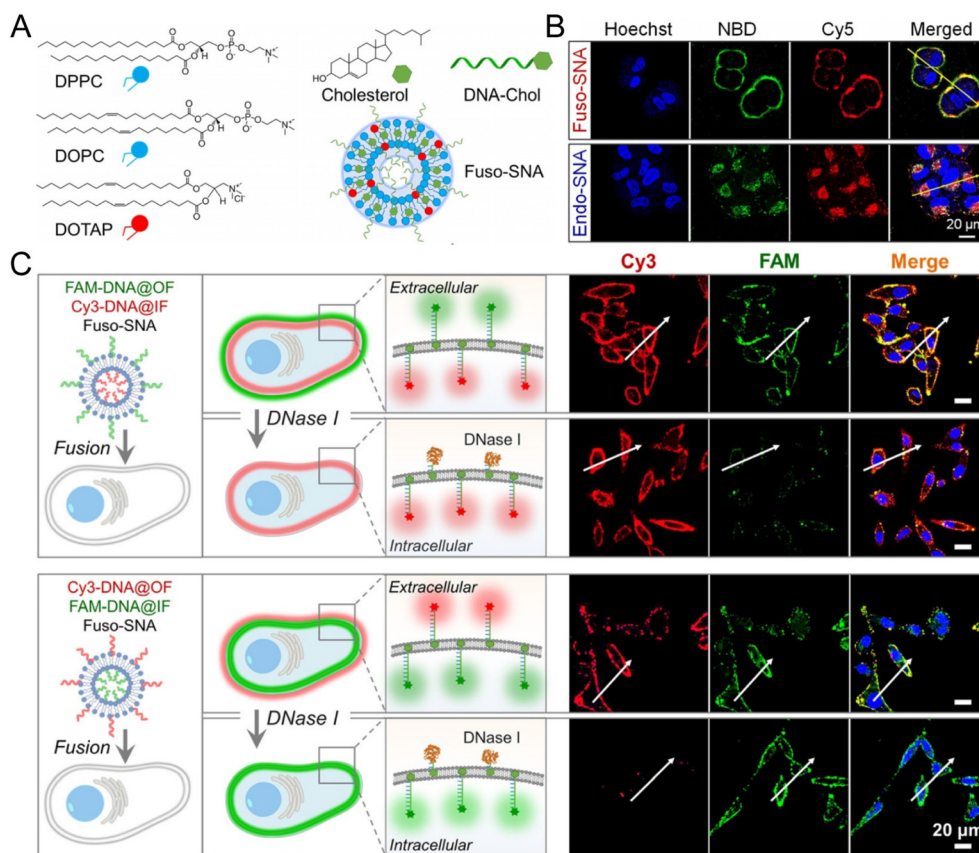 A
DPPC
DOPC
DOTAP
Cholesterol
DNA-Chol
Fuso-SNA
B
Hoechst NBD Cy5 Merged
Fuso-SNA
Endo-SNA
20 μm
C
Cy3 FAM Merge
FAM-DNA@OF
Cy3-DNA@IF
Fuso-SNA
Fusion
DNase I
Extracellular
DNase I
Intracellular
Cy3-DNA@OF
FAM-DNA@IF
Fuso-SNA
Fusion
DNase I
Extracellular
DNase I
Intracellular
20 μm